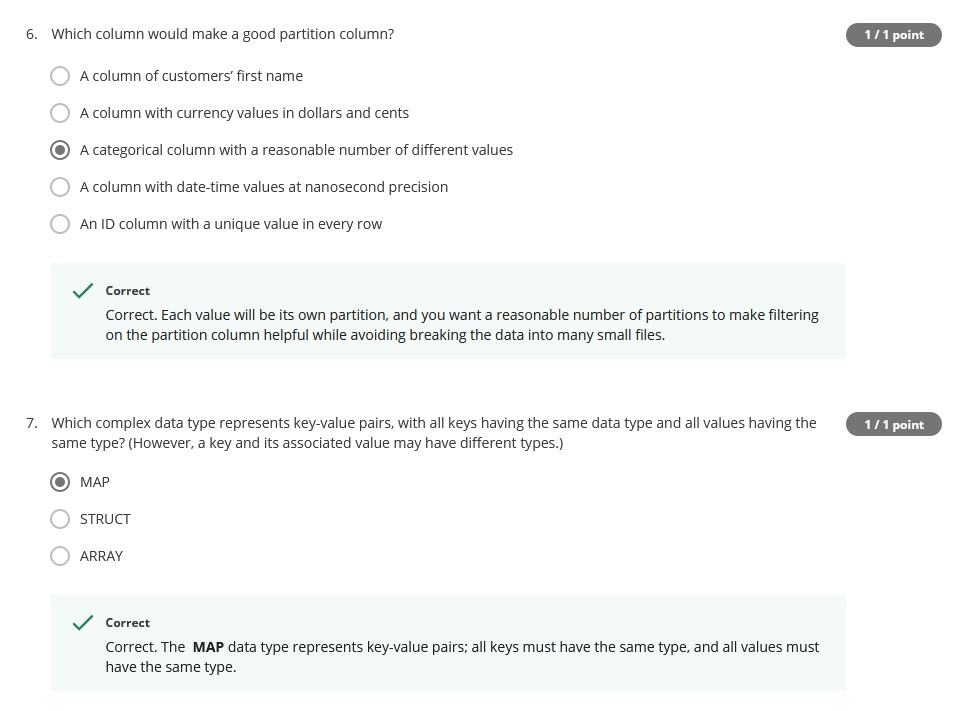 6. Which column would make a good partition column?
1 / 1 point
A column of customers' first name
A column with currency values in dollars and cents
A categorical column with a reasonable number of different values
A column with date-time values at nanosecond precision
An ID column with a unique value in every row
Correct
Correct. Each value will be its own partition, and you want a reasonable number of partitions to make filtering
on the partition column helpful while avoiding breaking the data into many small files.
7. Which complex data type represents key-value pairs, with all keys having the same data type and all values having the
same type? (However, a key and its associated value may have different types.)
1 / 1 point
MAP
STRUCT
ARRAY
Correct
Correct. The MAP data type represents key-value pairs; all keys must have the same type, and all values must
have the same type.